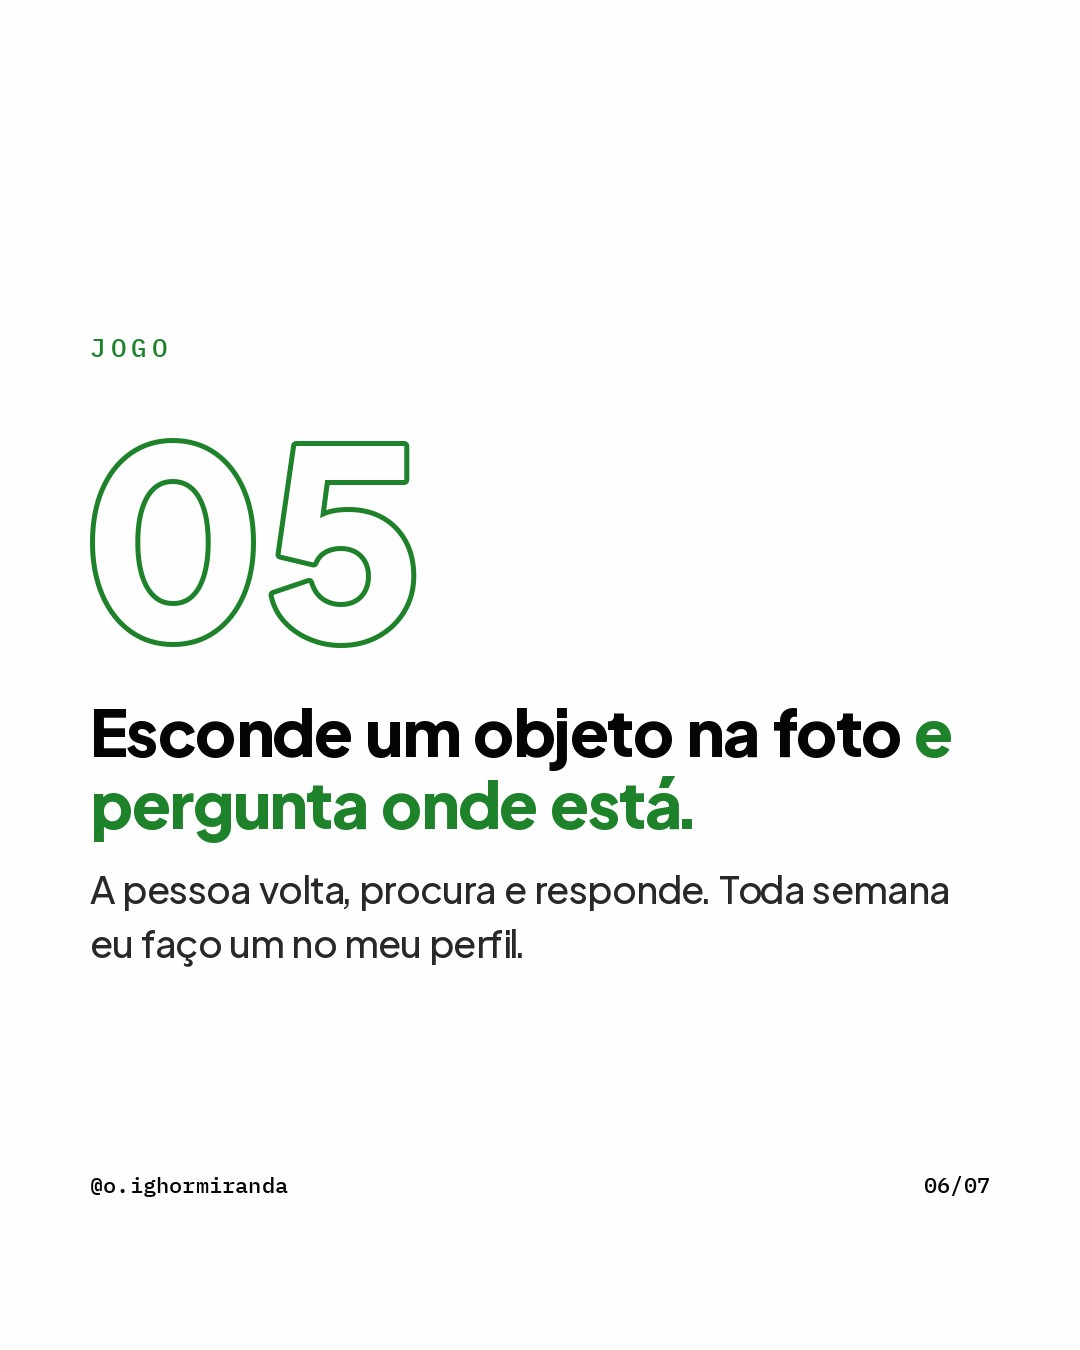 JOGO
05
Esconde um objeto na foto e
pergunta onde está.
A pessoa volta, procura e responde. Toda semana
eu faço um no meu perfil.
@o.ighormiranda
06/07